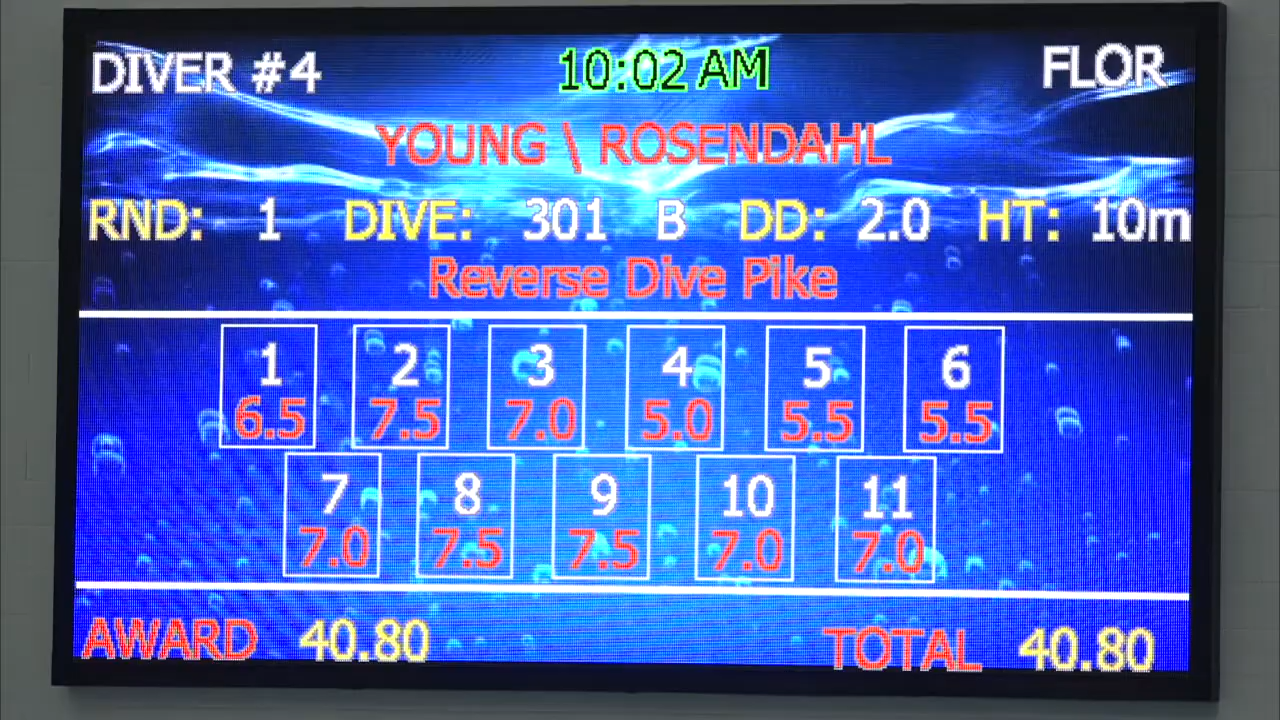 DIVER #4 10:02 AM FLOR
YOUNG \ ROSENDAHL
RND: 1 DIVE: 301 B DD: 2.0 HT: 10m
Reverse Dive Pike
1 2 3 4 5 6
6.5 7.5 7.0 5.0 5.5 5.5
7 8 9 10 11
7.0 7.5 7.5 7.0 7.0
AWARD 40.80 TOTAL 40.80